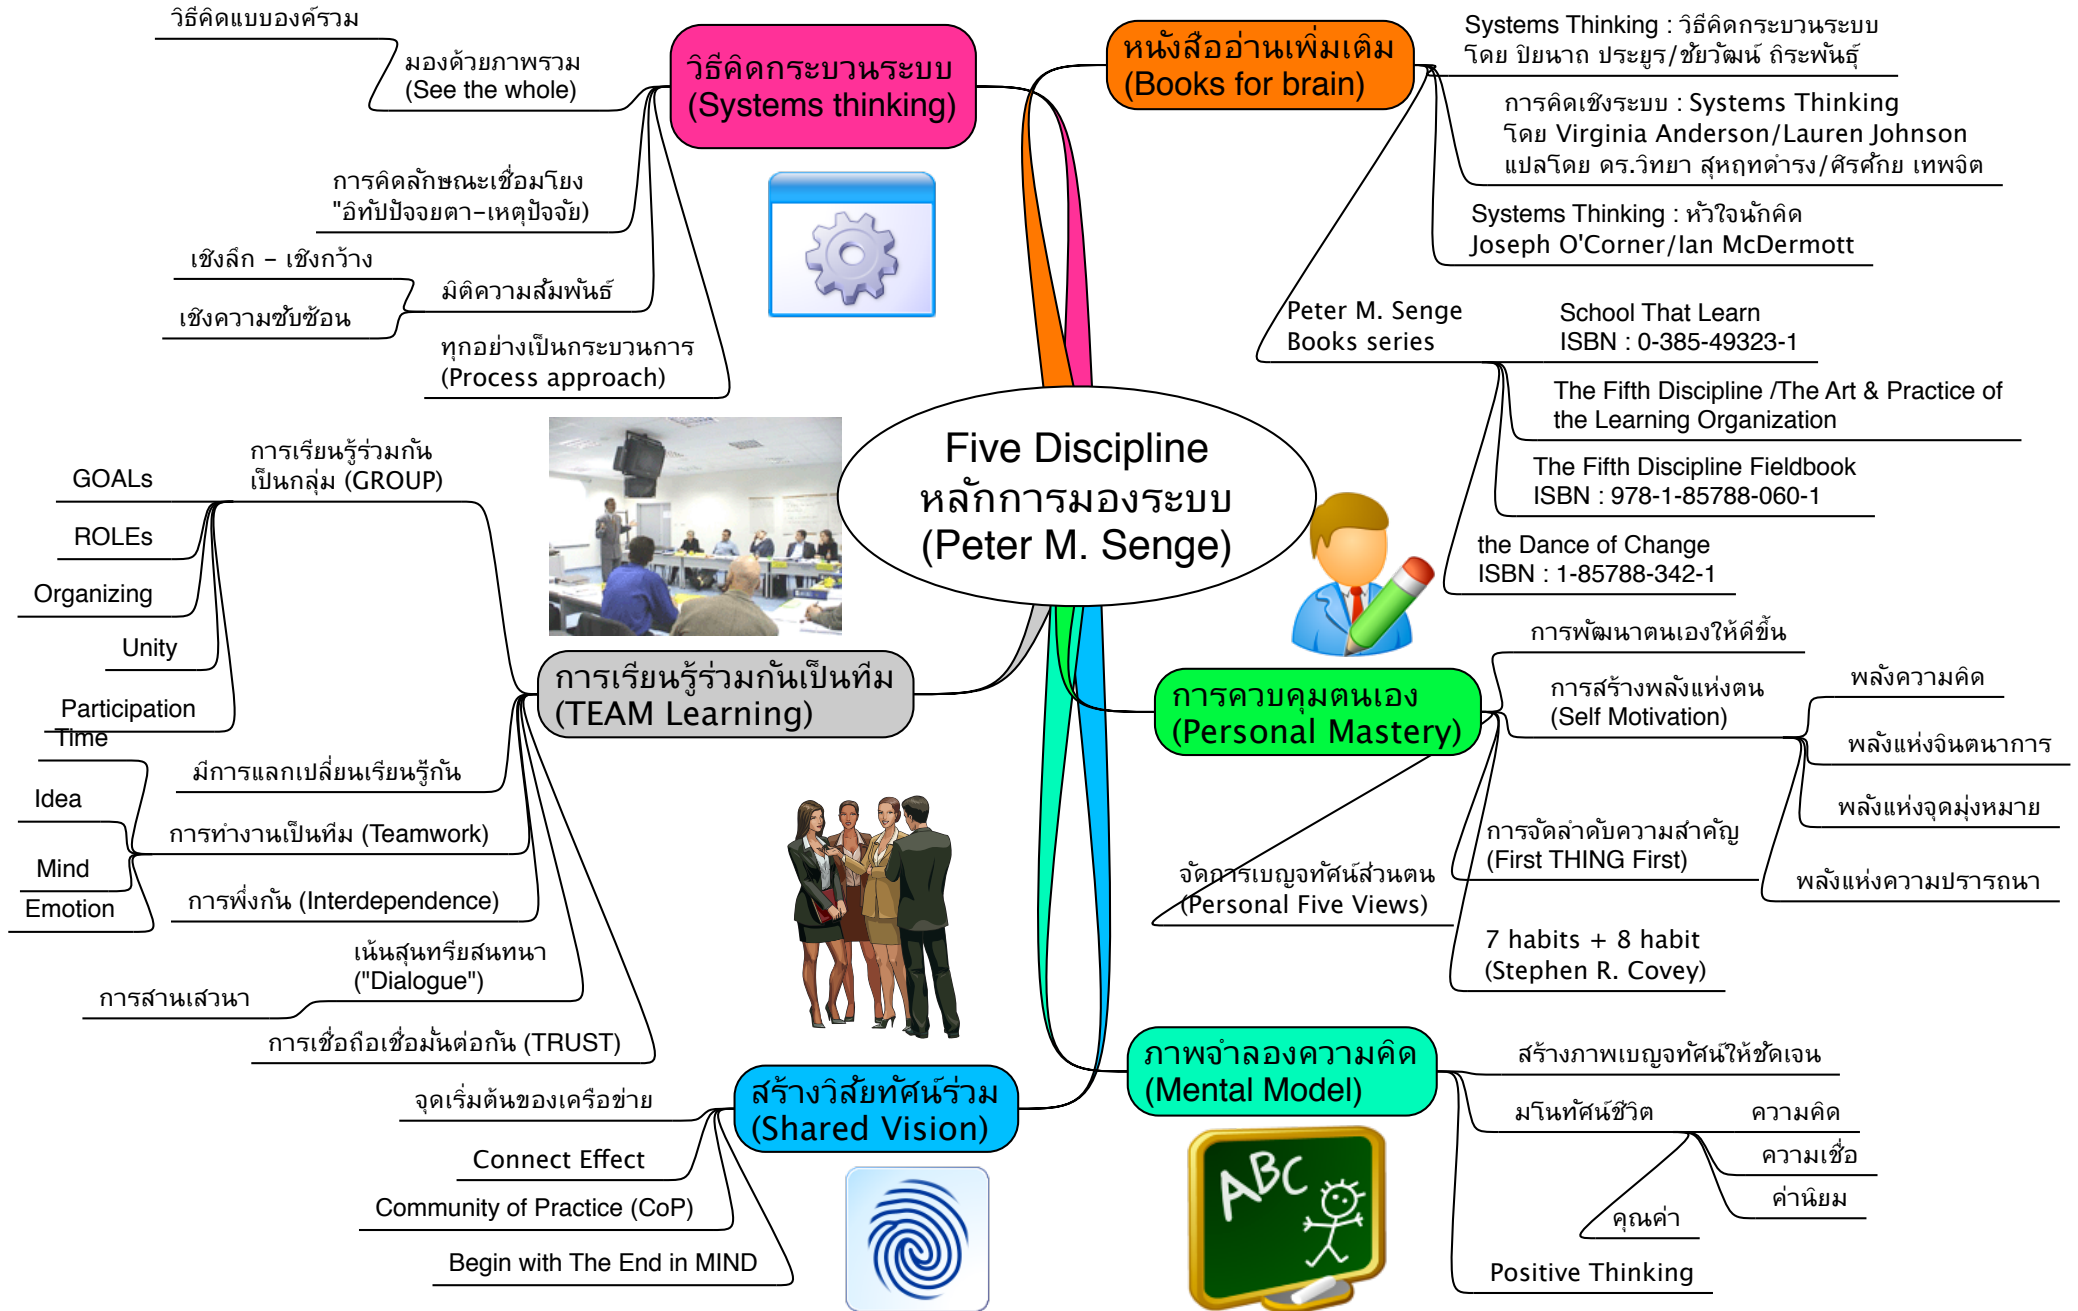 Five Discipline
หลักการมองระบบ
(Peter M. Senge)
วิธีคิดกระบวนระบบ
(Systems thinking)
วิธีคิดแบบองค์รวม
มองด้วยภาพรวม
(See the whole)
การคิดลักษณะเชื่อมโยง
"อิทัปปัจจยตา-เหตุปัจจัย)
เชิงลึก - เชิงกว้าง
เชิงความซับซ้อน
มิติความสัมพันธ์
ทุกอย่างเป็นกระบวนการ
(Process approach)
หนังสืออ่านเพิ่มเติม
(Books for brain)
Systems Thinking : วิธีคิดกระบวนระบบ
โดย ปิยนาถ ประยูร/ชัยวัฒน์ ถิระพันธุ์
การคิดเชิงระบบ : Systems Thinking
โดย Virginia Anderson/Lauren Johnson
แปลโดย ดร.วิทยา สุหฤทดำรง/ศิรศักย เทพจิต
Systems Thinking : หัวใจนักคิด
Joseph O'Corner/Ian McDermott
Peter M. Senge
Books series
School That Learn
ISBN : 0-385-49323-1
The Fifth Discipline /The Art & Practice of
the Learning Organization
The Fifth Discipline Fieldbook
ISBN : 978-1-85788-060-1
the Dance of Change
ISBN : 1-85788-342-1
การเรียนรู้ร่วมกันเป็นทีม
(TEAM Learning)
การเรียนรู้ร่วมกัน
เป็นกลุ่ม (GROUP)
GOALs
ROLEs
Organizing
Unity
Participation
มีการแลกเปลี่ยนเรียนรู้กัน
การทำงานเป็นทีม (Teamwork)
Time
Idea
Mind
Emotion
การพึ่งกัน (Interdependence)
เน้นสุนทรียสนทนา
("Dialogue")
การสานเสวนา
การเชื่อถือเชื่อมั่นต่อกัน (TRUST)
การควบคุมตนเอง
(Personal Mastery)
การพัฒนาตนเองให้ดีขึ้น
การสร้างพลังแห่งตน
(Self Motivation)
พลังความคิด
พลังแห่งจินตนาการ
พลังแห่งจุดมุ่งหมาย
พลังแห่งความปรารถนา
การจัดลำดับความสำคัญ
(First THING First)
จัดการเบญจทัศน์ส่วนตน
(Personal Five Views)
7 habits + 8 habit
(Stephen R. Covey)
สร้างวิสัยทัศน์ร่วม
(Shared Vision)
จุดเริ่มต้นของเครือข่าย
Connect Effect
Community of Practice (CoP)
Begin with The End in MIND
ภาพจำลองความคิด
(Mental Model)
สร้างภาพเบญจทัศน์ให้ชัดเจน
มโนทัศน์ชีวิต
ความคิด
ความเชื่อ
ค่านิยม
คุณค่า
Positive Thinking
ABC